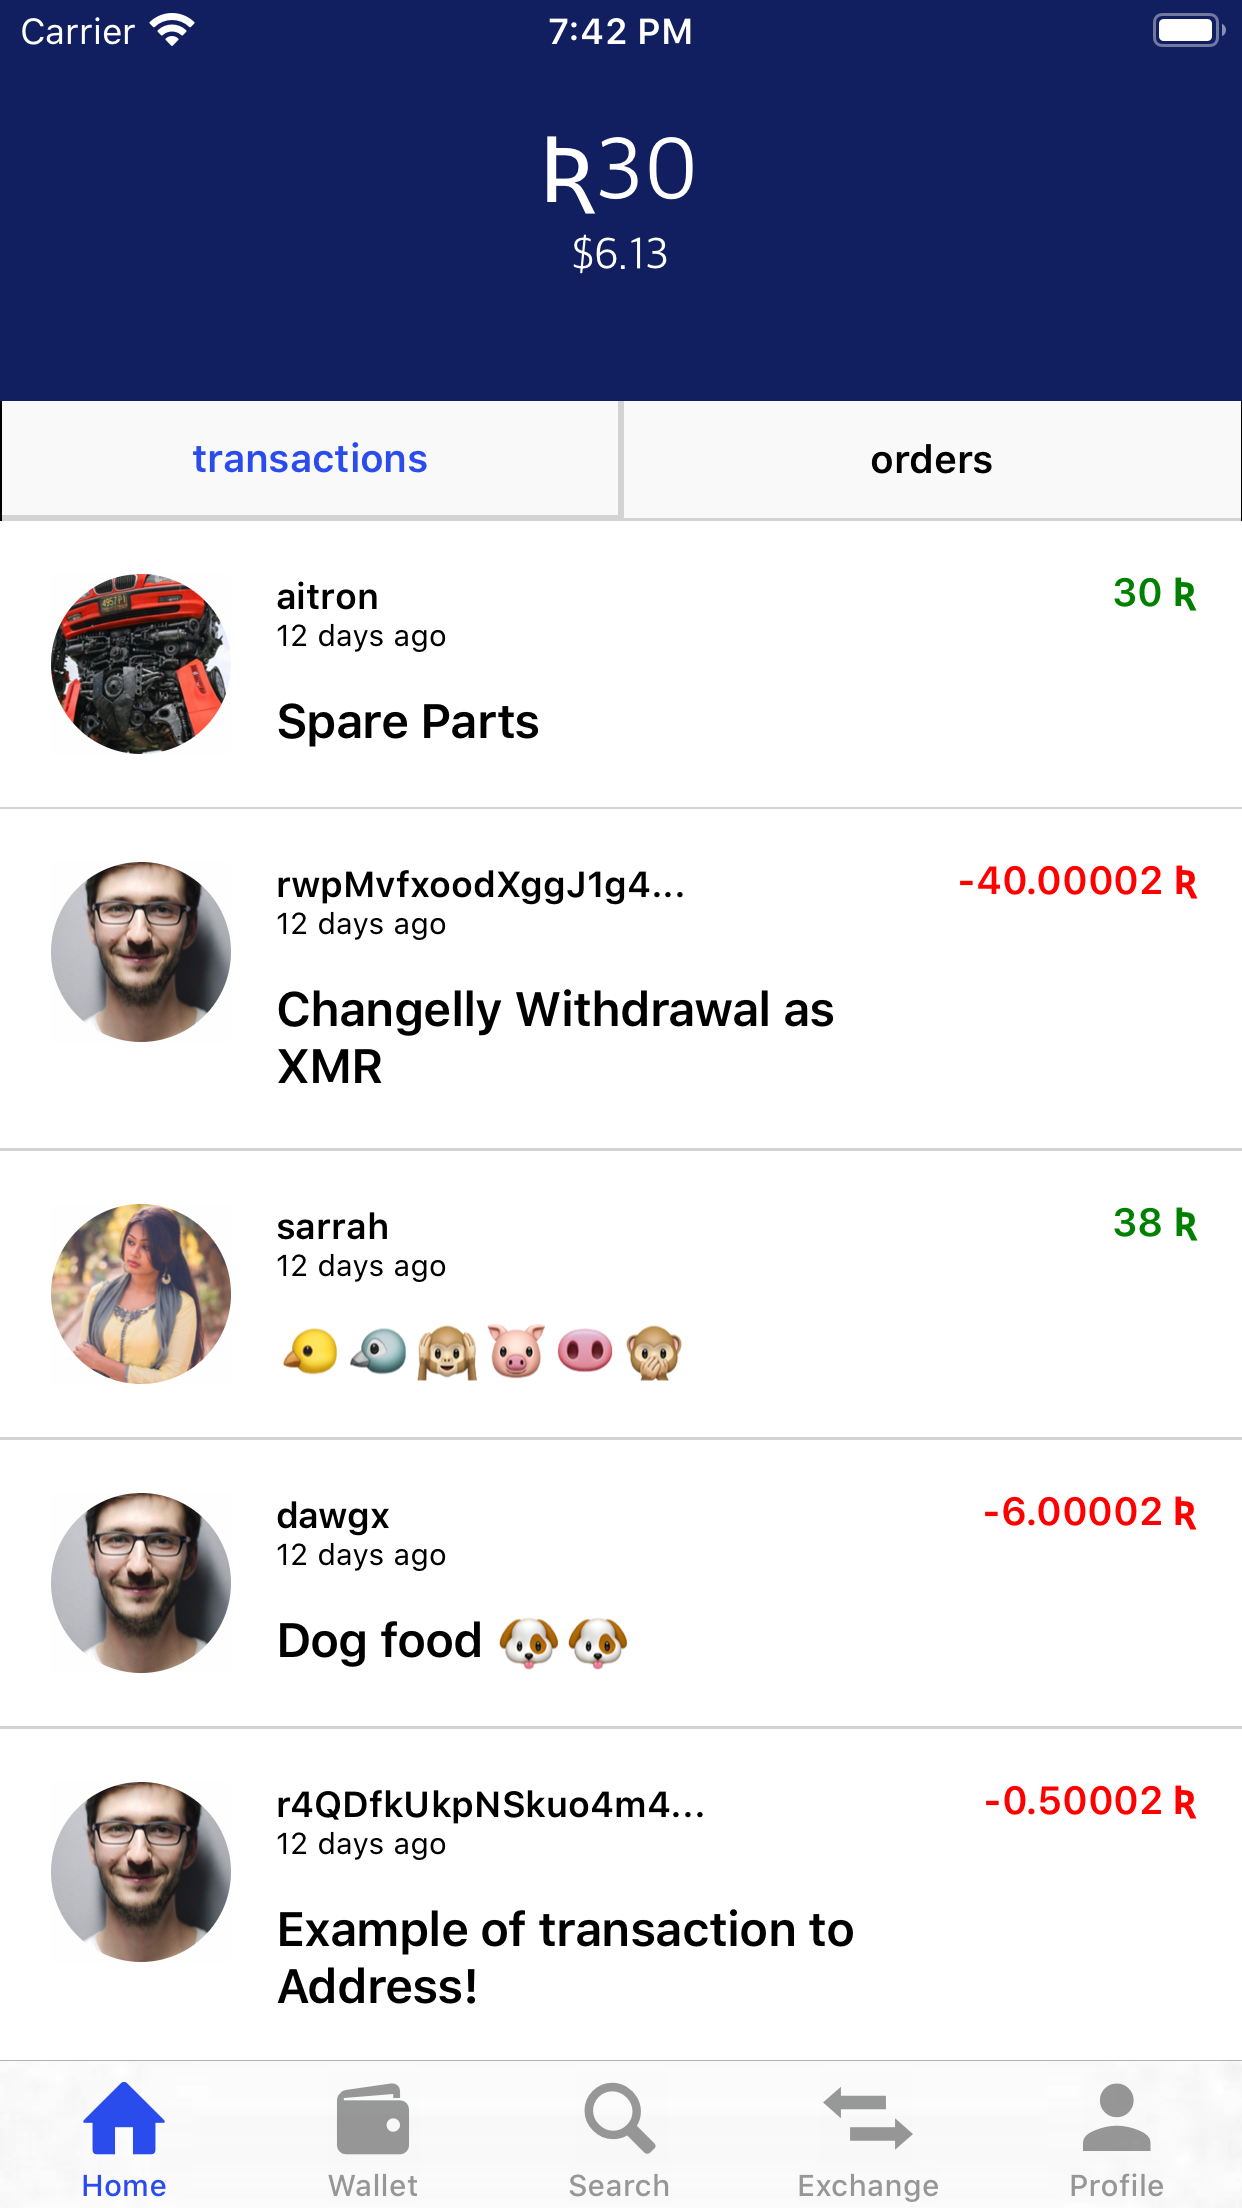 Carrier
7:42 PM
Ʀ30
$6.13
transactions
orders
aitron
30 Ʀ
12 days ago
Spare Parts
rwpMvfxoodXggJ1g4...
-40.00002 Ʀ
12 days ago
Changelly Withdrawal as
XMR
sarrah
38 Ʀ
12 days ago
🐤🐦🙉🐷🐽🙊
dawgx
-6.00002 Ʀ
12 days ago
Dog food 🐶🐶
r4QDfkUkpNSkuo4m4...
-0.50002 Ʀ
12 days ago
Example of transaction to
Address!
Home
Wallet
Search
Exchange
Profile